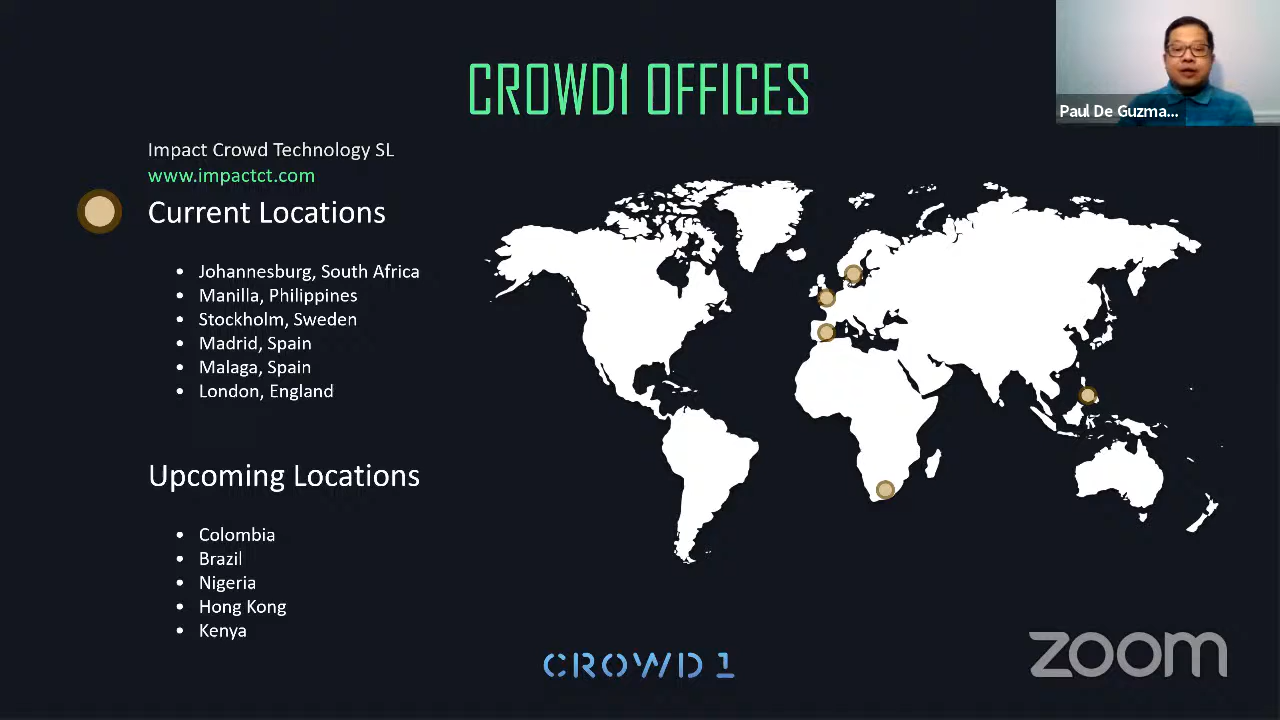 CROWD1 OFFICES
Paul De Guzma...
Impact Crowd Technology SL
www.impactct.com
Current Locations
• Johannesburg, South Africa
• Manilla, Philippines
• Stockholm, Sweden
• Madrid, Spain
• Malaga, Spain
• London, England
Upcoming Locations
• Colombia
• Brazil
• Nigeria
• Hong Kong
• Kenya
CROWD 1
zoom